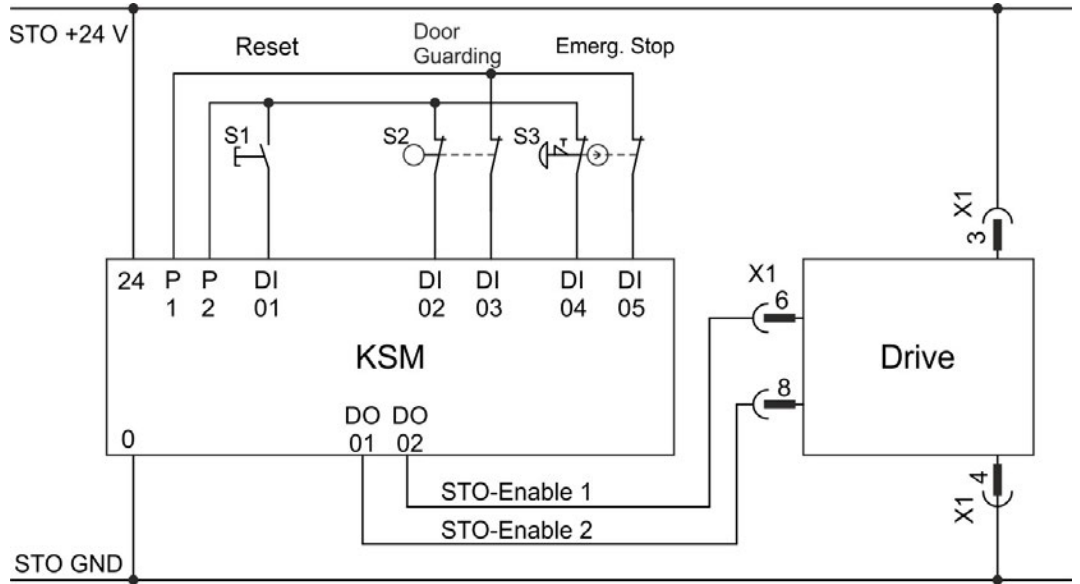 STO +24 V
Reset
Door
Guarding
Emerg. Stop
S1
S2
S3
X1
3
24 P P DI DI DI DI DI
1 2 01 02 03 04 05
X1
6
KSM
Drive
8
DO DO
0 01 02
4
X1
STO-Enable 1
STO-Enable 2
STO GND